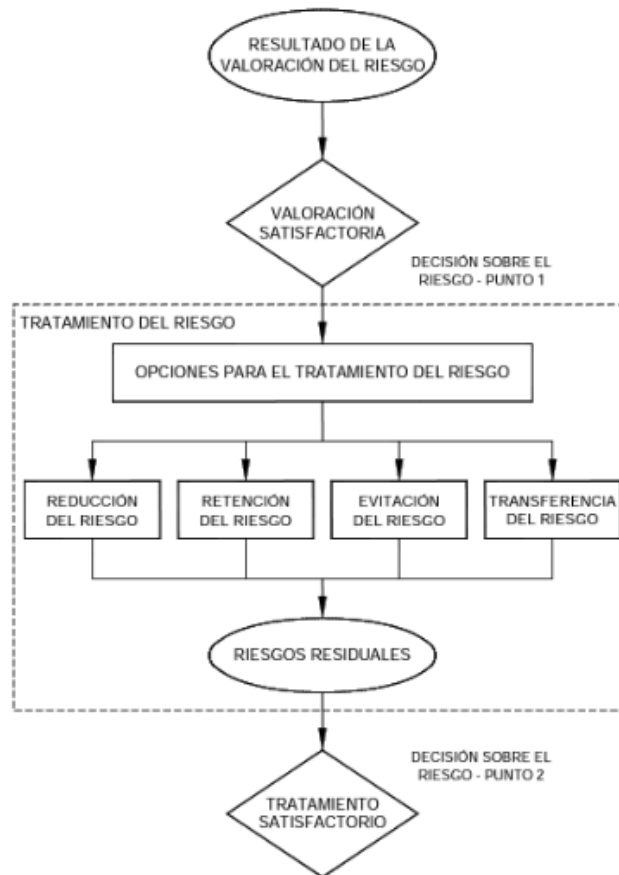 RESULTADO DE LA
VALORACIÓN DEL RIESGO
VALORACIÓN
SATISFACTORIA
DECISIÓN SOBRE EL
RIESGO - PUNTO 1
TRATAMIENTO DEL RIESGO
OPCIONES PARA EL TRATAMIENTO DEL RIESGO
REDUCCIÓN
DEL RIESGO
RETENCIÓN
DEL RIESGO
EVITACIÓN
DEL RIESGO
TRANSFERENCIA
DEL RIESGO
RIESGOS RESIDUALES
DECISIÓN SOBRE EL
RIESGO - PUNTO 2
TRATAMIENTO
SATISFACTORIO